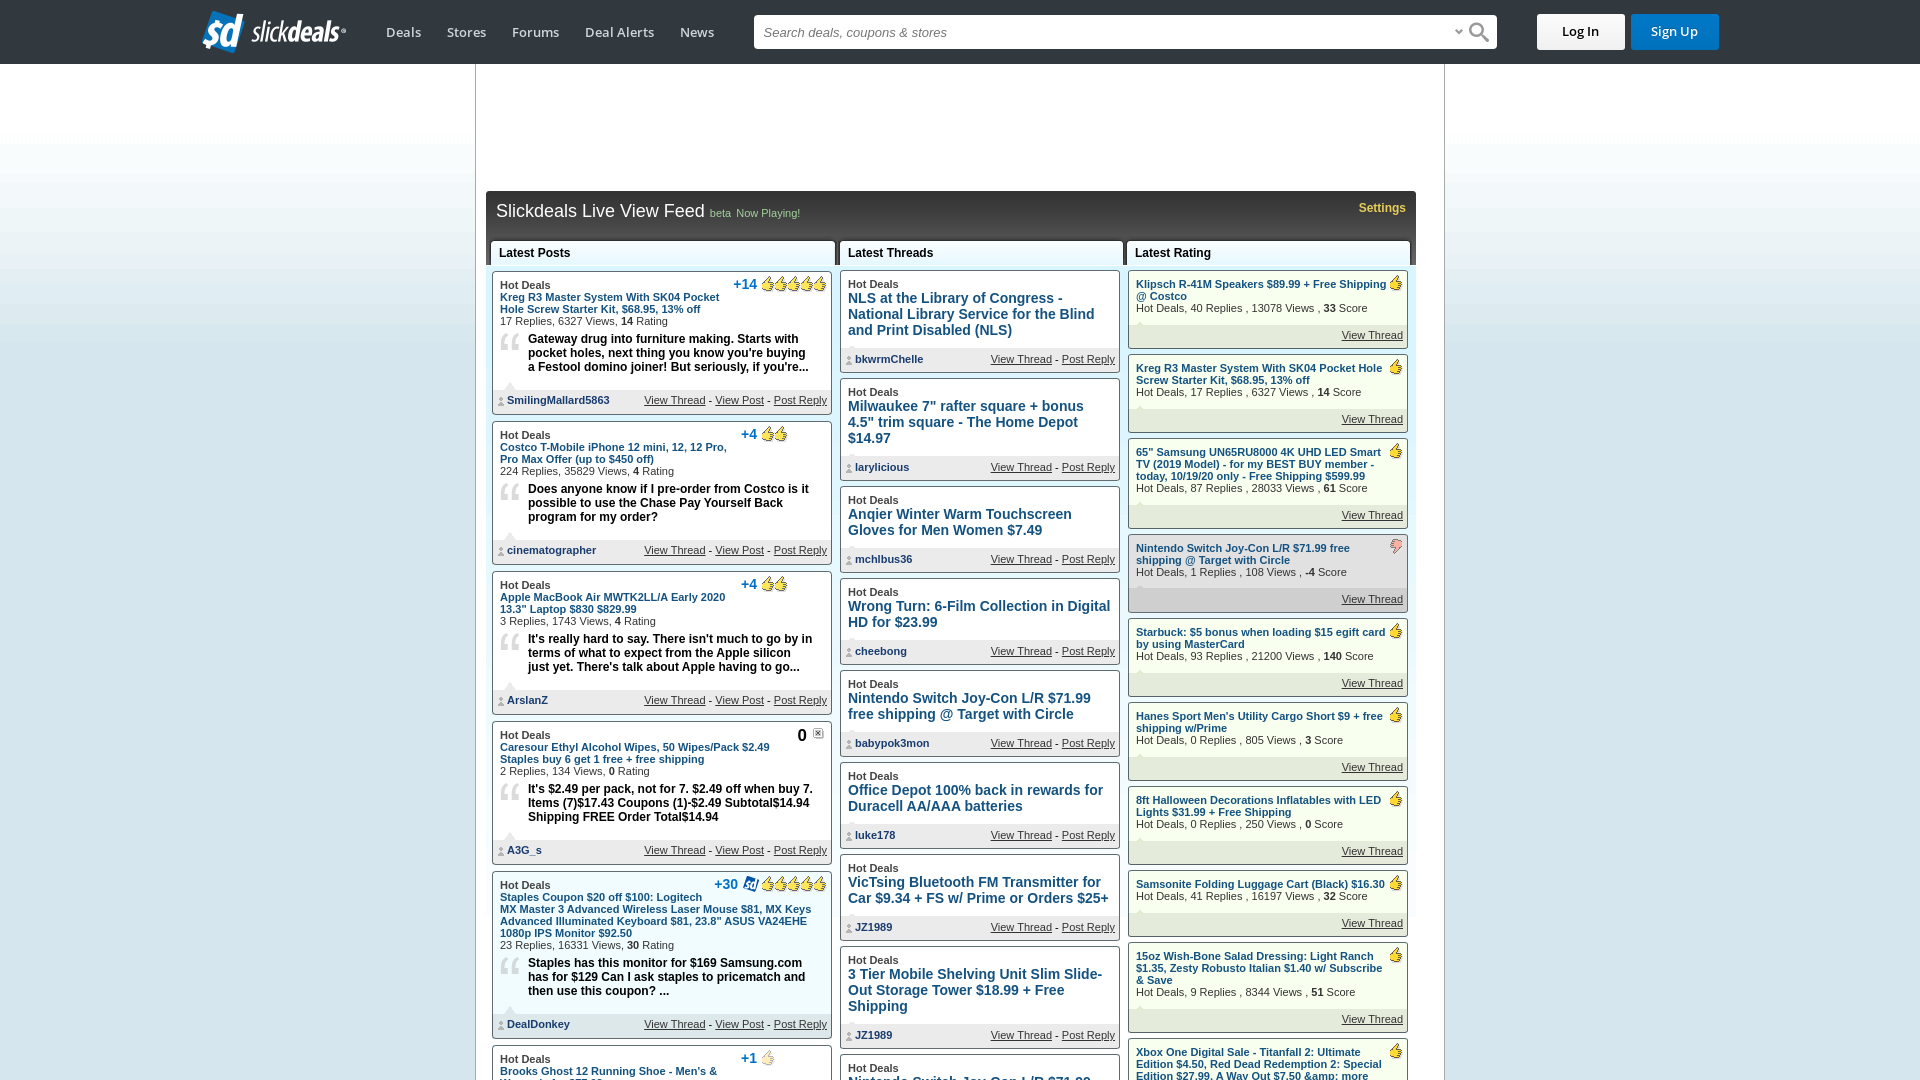 sd slickdeals
Deals
Stores
Forums
Deal Alerts
News
Search deals, coupons & stores
Log In
Sign Up
Slickdeals Live View Feed beta Now Playing!
Settings
Latest Posts
Hot Deals
+14
Kreg R3 Master System With SK04 Pocket
Hole Screw Starter Kit, $68.95, 13% off
17 Replies, 6327 Views, 14 Rating
Gateway drug into furniture making. Starts with
pocket holes, next thing you know you're buying
a Festool domino joiner! But seriously, if you're...
SmilingMallard5863
View Thread - View Post - Post Reply
Hot Deals
+4
Costco T-Mobile iPhone 12 mini, 12, 12 Pro,
Pro Max Offer (up to $450 off)
224 Replies, 35829 Views, 4 Rating
Does anyone know if I pre-order from Costco is it
possible to use the Chase Pay Yourself Back
program for my order?
cinematographer
View Thread - View Post - Post Reply
Hot Deals
+4
Apple MacBook Air MWTK2LL/A Early 2020
13.3" Laptop $830 $829.99
3 Replies, 1743 Views, 4 Rating
It's really hard to say. There isn't much to go by in
terms of what to expect from the Apple silicon
just yet. There's talk about Apple having to go...
ArslanZ
View Thread - View Post - Post Reply
Hot Deals
0
Caresour Ethyl Alcohol Wipes, 50 Wipes/Pack $2.49
Staples buy 6 get 1 free + free shipping
2 Replies, 134 Views, 0 Rating
It's $2.49 per pack, not for 7. $2.49 off when buy 7.
Items (7)$17.43 Coupons (1)-$2.49 Subtotal$14.94
Shipping FREE Order Total$14.94
A3G_s
View Thread - View Post - Post Reply
Hot Deals
+30 sd
Staples Coupon $20 off $100: Logitech
MX Master 3 Advanced Wireless Laser Mouse $81, MX Keys
Advanced Illuminated Keyboard $81, 23.8" ASUS VA24EHE
1080p IPS Monitor $92.50
23 Replies, 16331 Views, 30 Rating
Staples has this monitor for $169 Samsung.com
has for $129 Can I ask staples to pricematch and
then use this coupon? ...
DealDonkey
View Thread - View Post - Post Reply
Hot Deals
+1
Brooks Ghost 12 Running Shoe - Men's &
Latest Threads
Hot Deals
NLS at the Library of Congress -
National Library Service for the Blind
and Print Disabled (NLS)
bkwrmChelle
View Thread - Post Reply
Hot Deals
Milwaukee 7" rafter square + bonus
4.5" trim square - The Home Depot
$14.97
larylicious
View Thread - Post Reply
Hot Deals
Anqier Winter Warm Touchscreen
Gloves for Men Women $7.49
mchlbus36
View Thread - Post Reply
Hot Deals
Wrong Turn: 6-Film Collection in Digital
HD for $23.99
cheebong
View Thread - Post Reply
Hot Deals
Nintendo Switch Joy-Con L/R $71.99
free shipping @ Target with Circle
babypok3mon
View Thread - Post Reply
Hot Deals
Office Depot 100% back in rewards for
Duracell AA/AAA batteries
luke178
View Thread - Post Reply
Hot Deals
VicTsing Bluetooth FM Transmitter for
Car $9.34 + FS w/ Prime or Orders $25+
JZ1989
View Thread - Post Reply
Hot Deals
3 Tier Mobile Shelving Unit Slim Slide-
Out Storage Tower $18.99 + Free
Shipping
JZ1989
View Thread - Post Reply
Hot Deals
Nintendo Switch Joy-Con L/R $71.99
Latest Rating
Klipsch R-41M Speakers $89.99 + Free Shipping
@ Costco
Hot Deals, 40 Replies , 13078 Views , 33 Score
View Thread
Kreg R3 Master System With SK04 Pocket Hole
Screw Starter Kit, $68.95, 13% off
Hot Deals, 17 Replies , 6327 Views , 14 Score
View Thread
65" Samsung UN65RU8000 4K UHD LED Smart
TV (2019 Model) - for my BEST BUY member -
today, 10/19/20 only - Free Shipping $599.99
Hot Deals, 87 Replies , 28033 Views , 61 Score
View Thread
Nintendo Switch Joy-Con L/R $71.99 free
shipping @ Target with Circle
Hot Deals, 1 Replies , 108 Views , -4 Score
View Thread
Starbuck: $5 bonus when loading $15 egift card
by using MasterCard
Hot Deals, 93 Replies , 21200 Views , 140 Score
View Thread
Hanes Sport Men's Utility Cargo Short $9 + free
shipping w/Prime
Hot Deals, 0 Replies , 805 Views , 3 Score
View Thread
8ft Halloween Decorations Inflatables with LED
Lights $31.99 + Free Shipping
Hot Deals, 0 Replies , 250 Views , 0 Score
View Thread
Samsonite Folding Luggage Cart (Black) $16.30
Hot Deals, 41 Replies , 16197 Views , 32 Score
View Thread
15oz Wish-Bone Salad Dressing: Light Ranch
$1.35, Zesty Robusto Italian $1.40 w/ Subscribe
& Save
Hot Deals, 9 Replies , 8344 Views , 51 Score
View Thread
Xbox One Digital Sale - Titanfall 2: Ultimate
Edition $4.50, Red Dead Redemption 2: Special
Edition $27.99, A Way Out $7.50 &amp; more